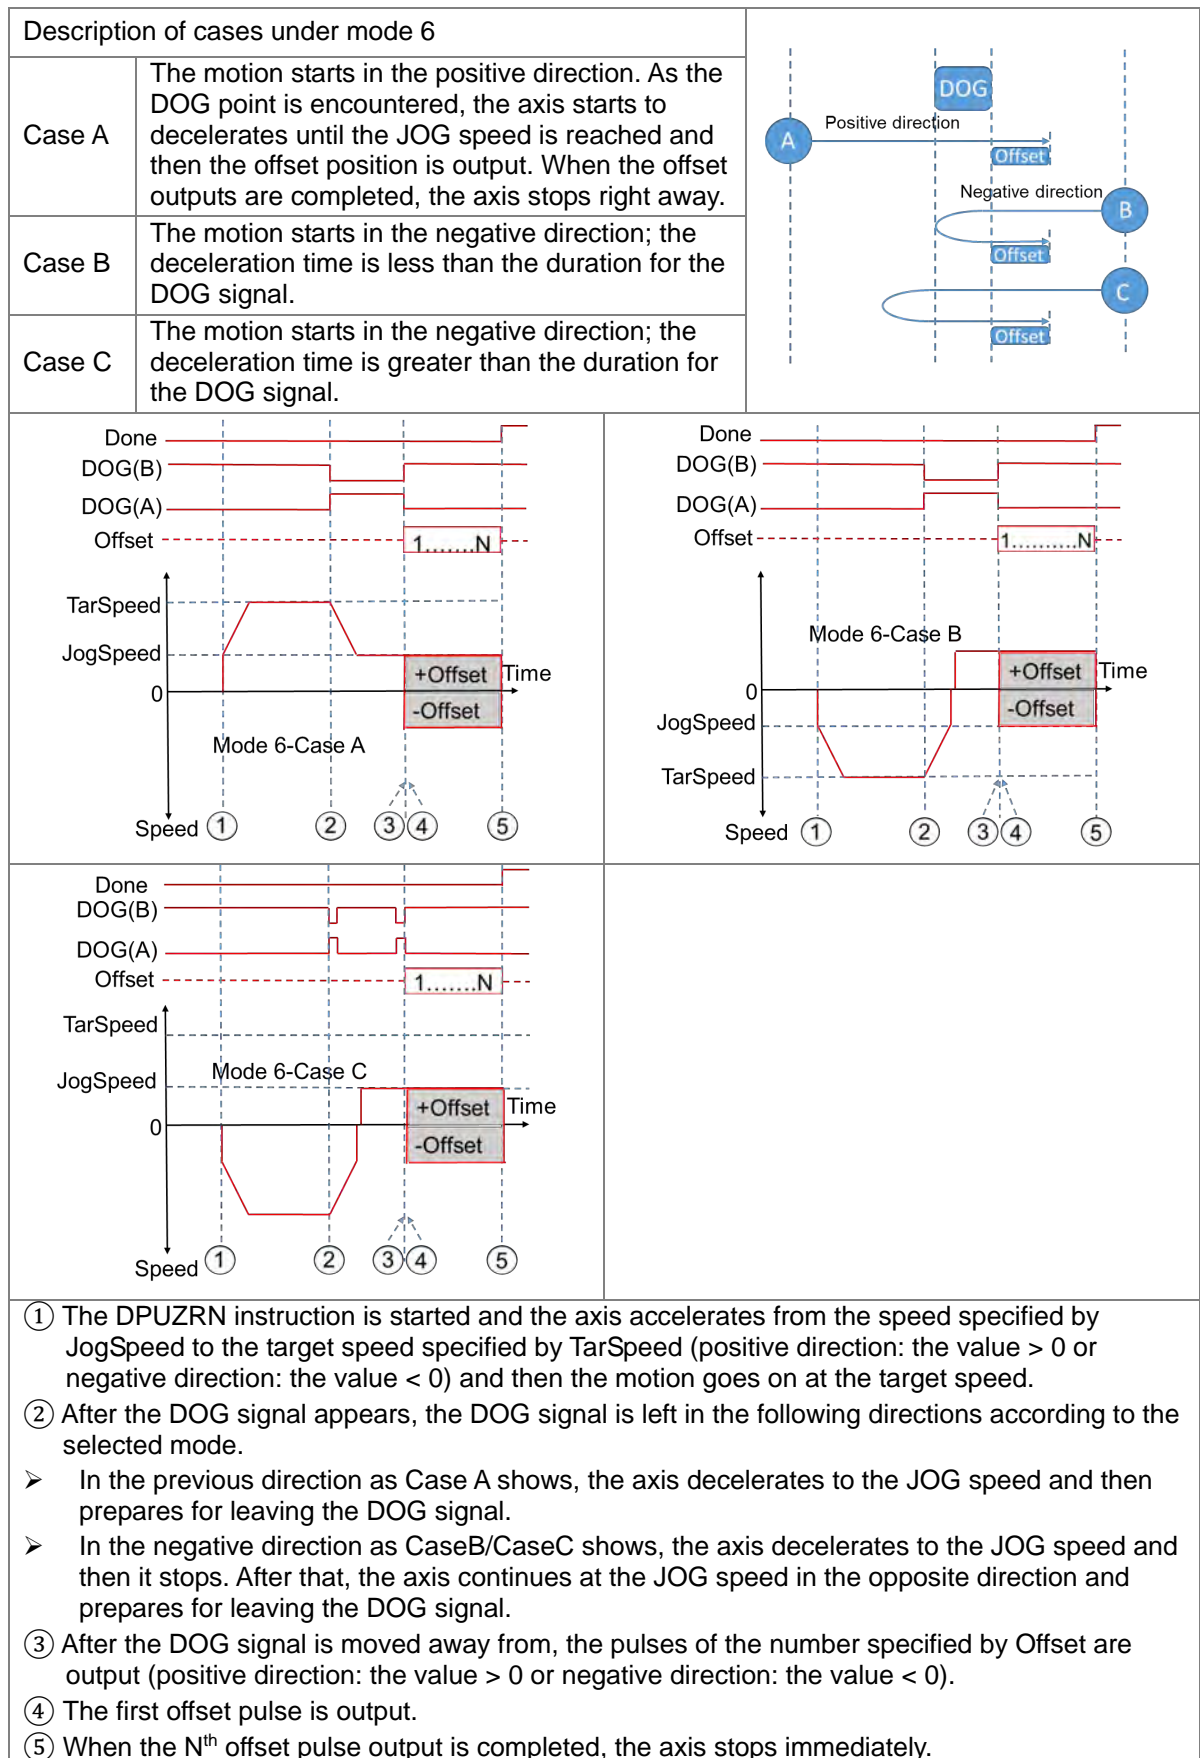 Description of cases under mode 6
Case A
The motion starts in the positive direction. As the
DOG point is encountered, the axis starts to
decelerates until the JOG speed is reached and
then the offset position is output. When the offset
outputs are completed, the axis stops right away.
Case B
The motion starts in the negative direction; the
deceleration time is less than the duration for the
DOG signal.
Case C
The motion starts in the negative direction; the
deceleration time is greater than the duration for
the DOG signal.
DOG
A
Positive direction
Offset
Negative direction
B
Offset
C
Offset
Done
DOG(B)
DOG(A)
Offset
1.......N
TarSpeed
JogSpeed
+Offset
Time
0
-Offset
Mode 6-Case A
Speed ① ② ③ ④ ⑤
Done
DOG(B)
DOG(A)
Offset
1..........N
Mode 6-Case B
+Offset
Time
0
-Offset
JogSpeed
TarSpeed
Speed ① ② ③ ④ ⑤
Done
DOG(B)
DOG(A)
Offset
1.......N
TarSpeed
JogSpeed
Mode 6-Case C
+Offset
Time
0
-Offset
Speed ① ② ③ ④ ⑤
① The DPUZRN instruction is started and the axis accelerates from the speed specified by
JogSpeed to the target speed specified by TarSpeed (positive direction: the value > 0 or
negative direction: the value < 0) and then the motion goes on at the target speed.
② After the DOG signal appears, the DOG signal is left in the following directions according to the
selected mode.
➢ In the previous direction as Case A shows, the axis decelerates to the JOG speed and then
prepares for leaving the DOG signal.
➢ In the negative direction as CaseB/CaseC shows, the axis decelerates to the JOG speed and
then it stops. After that, the axis continues at the JOG speed in the opposite direction and
prepares for leaving the DOG signal.
③ After the DOG signal is moved away from, the pulses of the number specified by Offset are
output (positive direction: the value > 0 or negative direction: the value < 0).
④ The first offset pulse is output.
⑤ When the Nth offset pulse output is completed, the axis stops immediately.